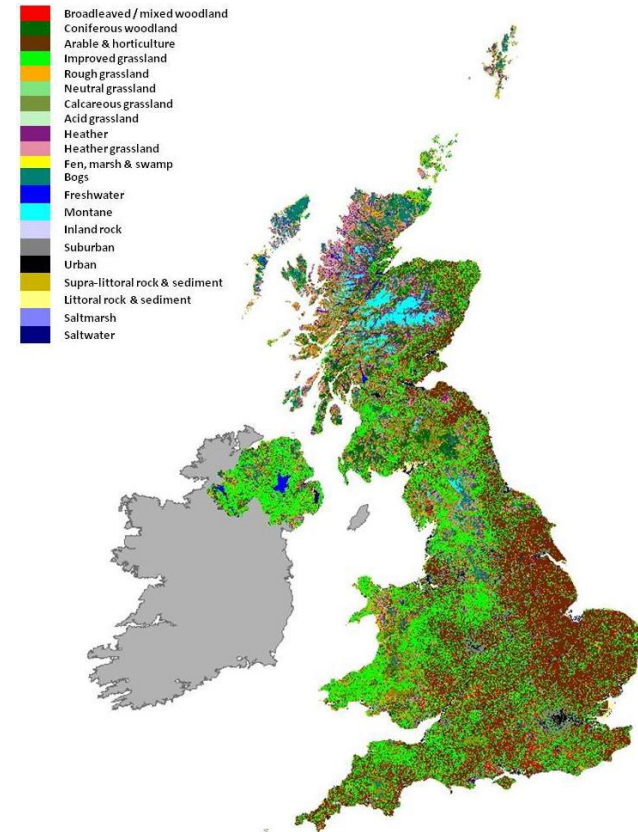 Broadleaved / mixed woodland
Coniferous woodland
Arable & horticulture
Improved grassland
Rough grassland
Neutral grassland
Calcareous grassland
Acid grassland
Heather
Heather grassland
Fen, marsh & swamp
Bogs
Freshwater
Montane
Inland rock
Suburban
Urban
Supra-littoral rock & sediment
Littoral rock & sediment
Saltmarsh
Saltwater